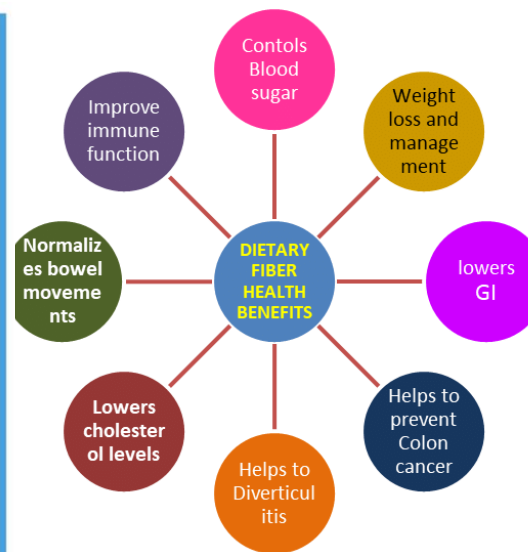 Contols
Blood
sugar
Weight
loss and
manage
ment
lowers
GI
Helps to
prevent
Colon
cancer
Helps to
Diverticul
itis
Lowers
cholester
ol levels
Normaliz
es bowel
moveme
nts
Improve
immune
function
DIETARY
FIBER
HEALTH
BENEFITS